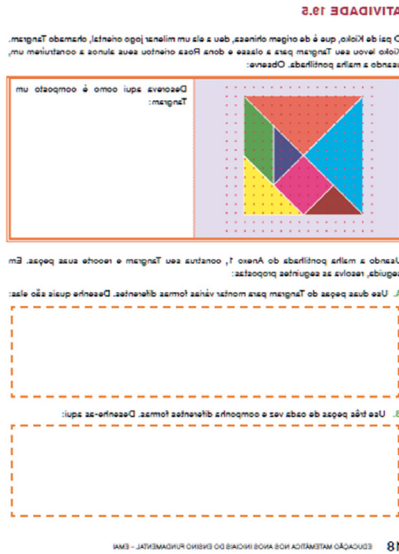 ATIVIDADE 19.5
O pai de Kioko, que é de origem chinesa, deu a ela um milenar jogo oriental, chamado Tangram.
Kioko levou seu Tangram para a classe e dona Rosa orientou seus alunos a construírem um,
usando a malha pontilhada. Observe:
Descreva aqui como é composto um
Tangram:
Usando a malha pontilhada do Anexo 1, construa seu Tangram e recorte suas peças. Em
seguida, resolva as seguintes propostas:
A. Use duas peças do Tangram para montar várias formas diferentes. Desenhe quais são elas:
B. Use três peças de cada vez e componha diferentes formas. Desenhe-as aqui:
EDUCAÇÃO MATEMÁTICA NOS ANOS INICIAIS DO ENSINO FUNDAMENTAL – EMAI